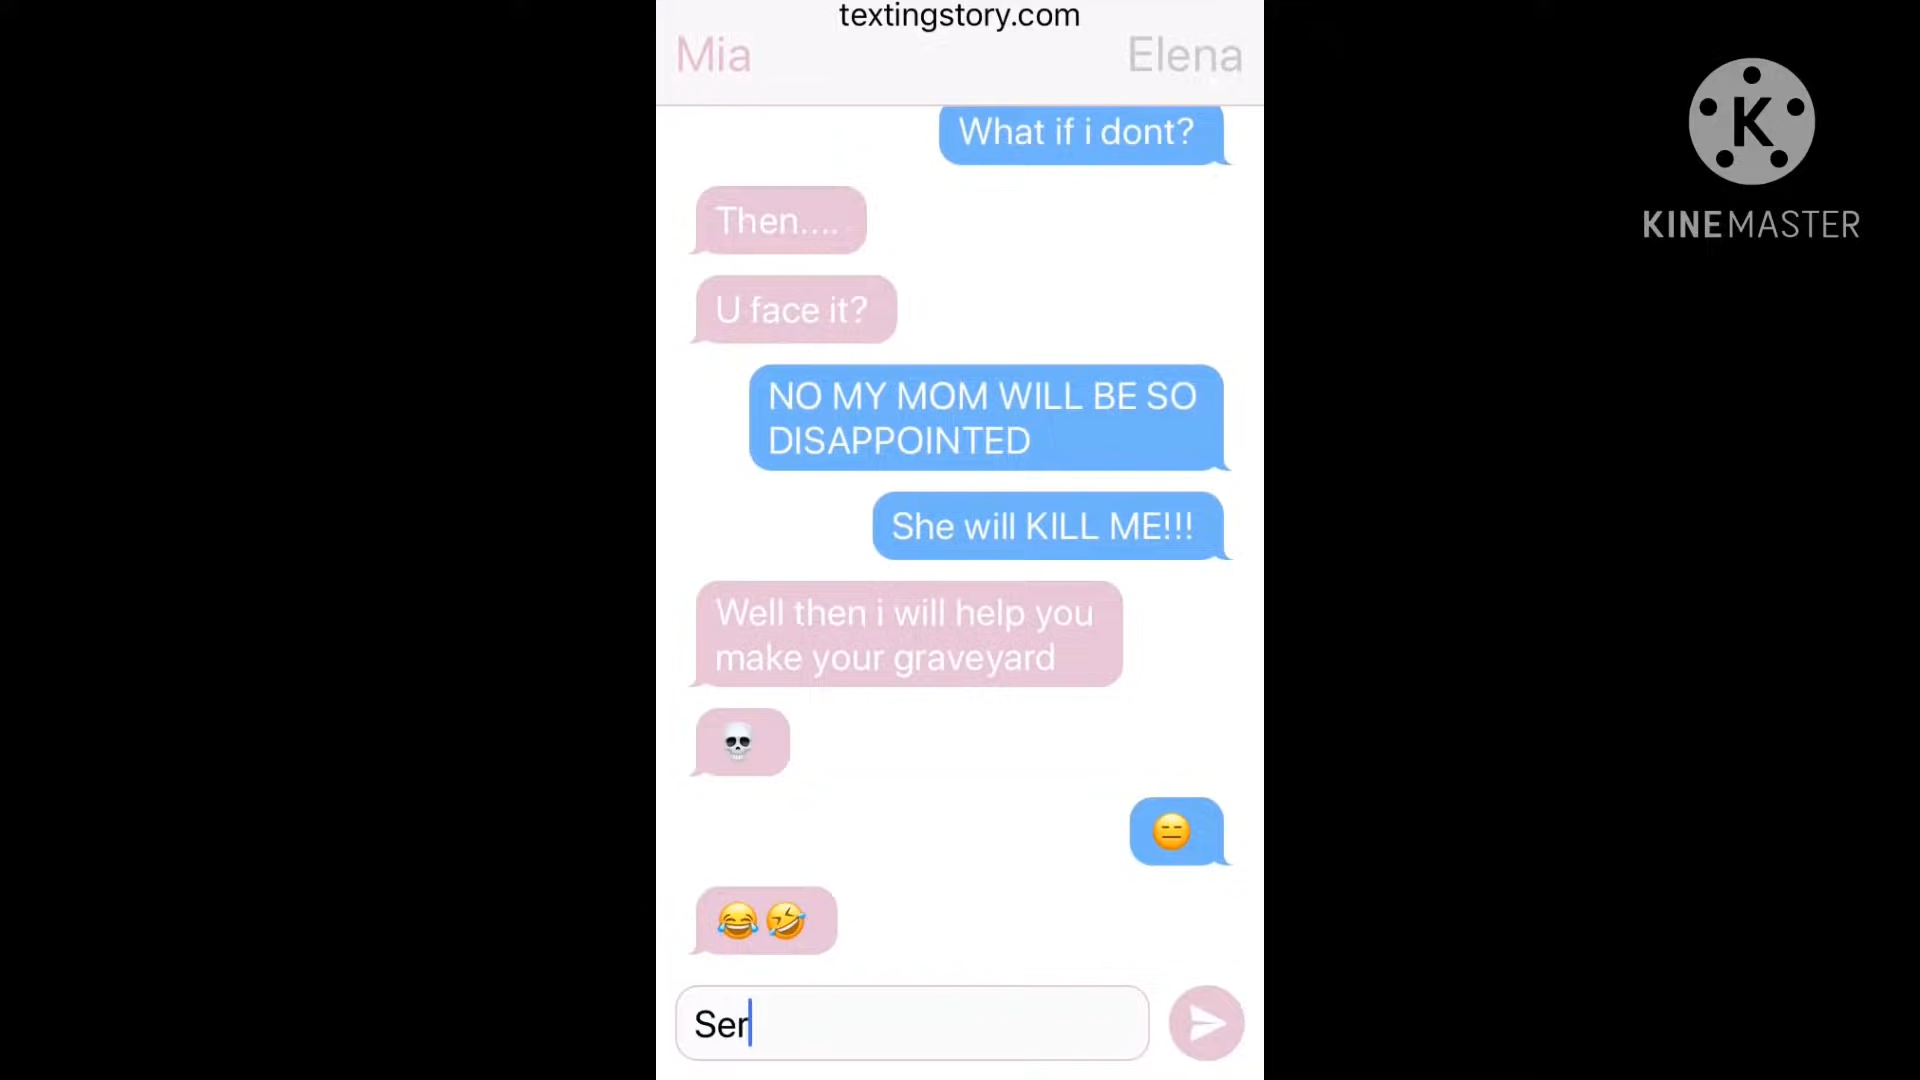 textingstory.com
Mia
Elena
What if i dont?
Then....
U face it?
NO MY MOM WILL BE SO
DISAPPOINTED
She will KILL ME!!!
Well then i will help you
make your graveyard
💀
😑
😂🤣
Ser
K
KINEMASTER